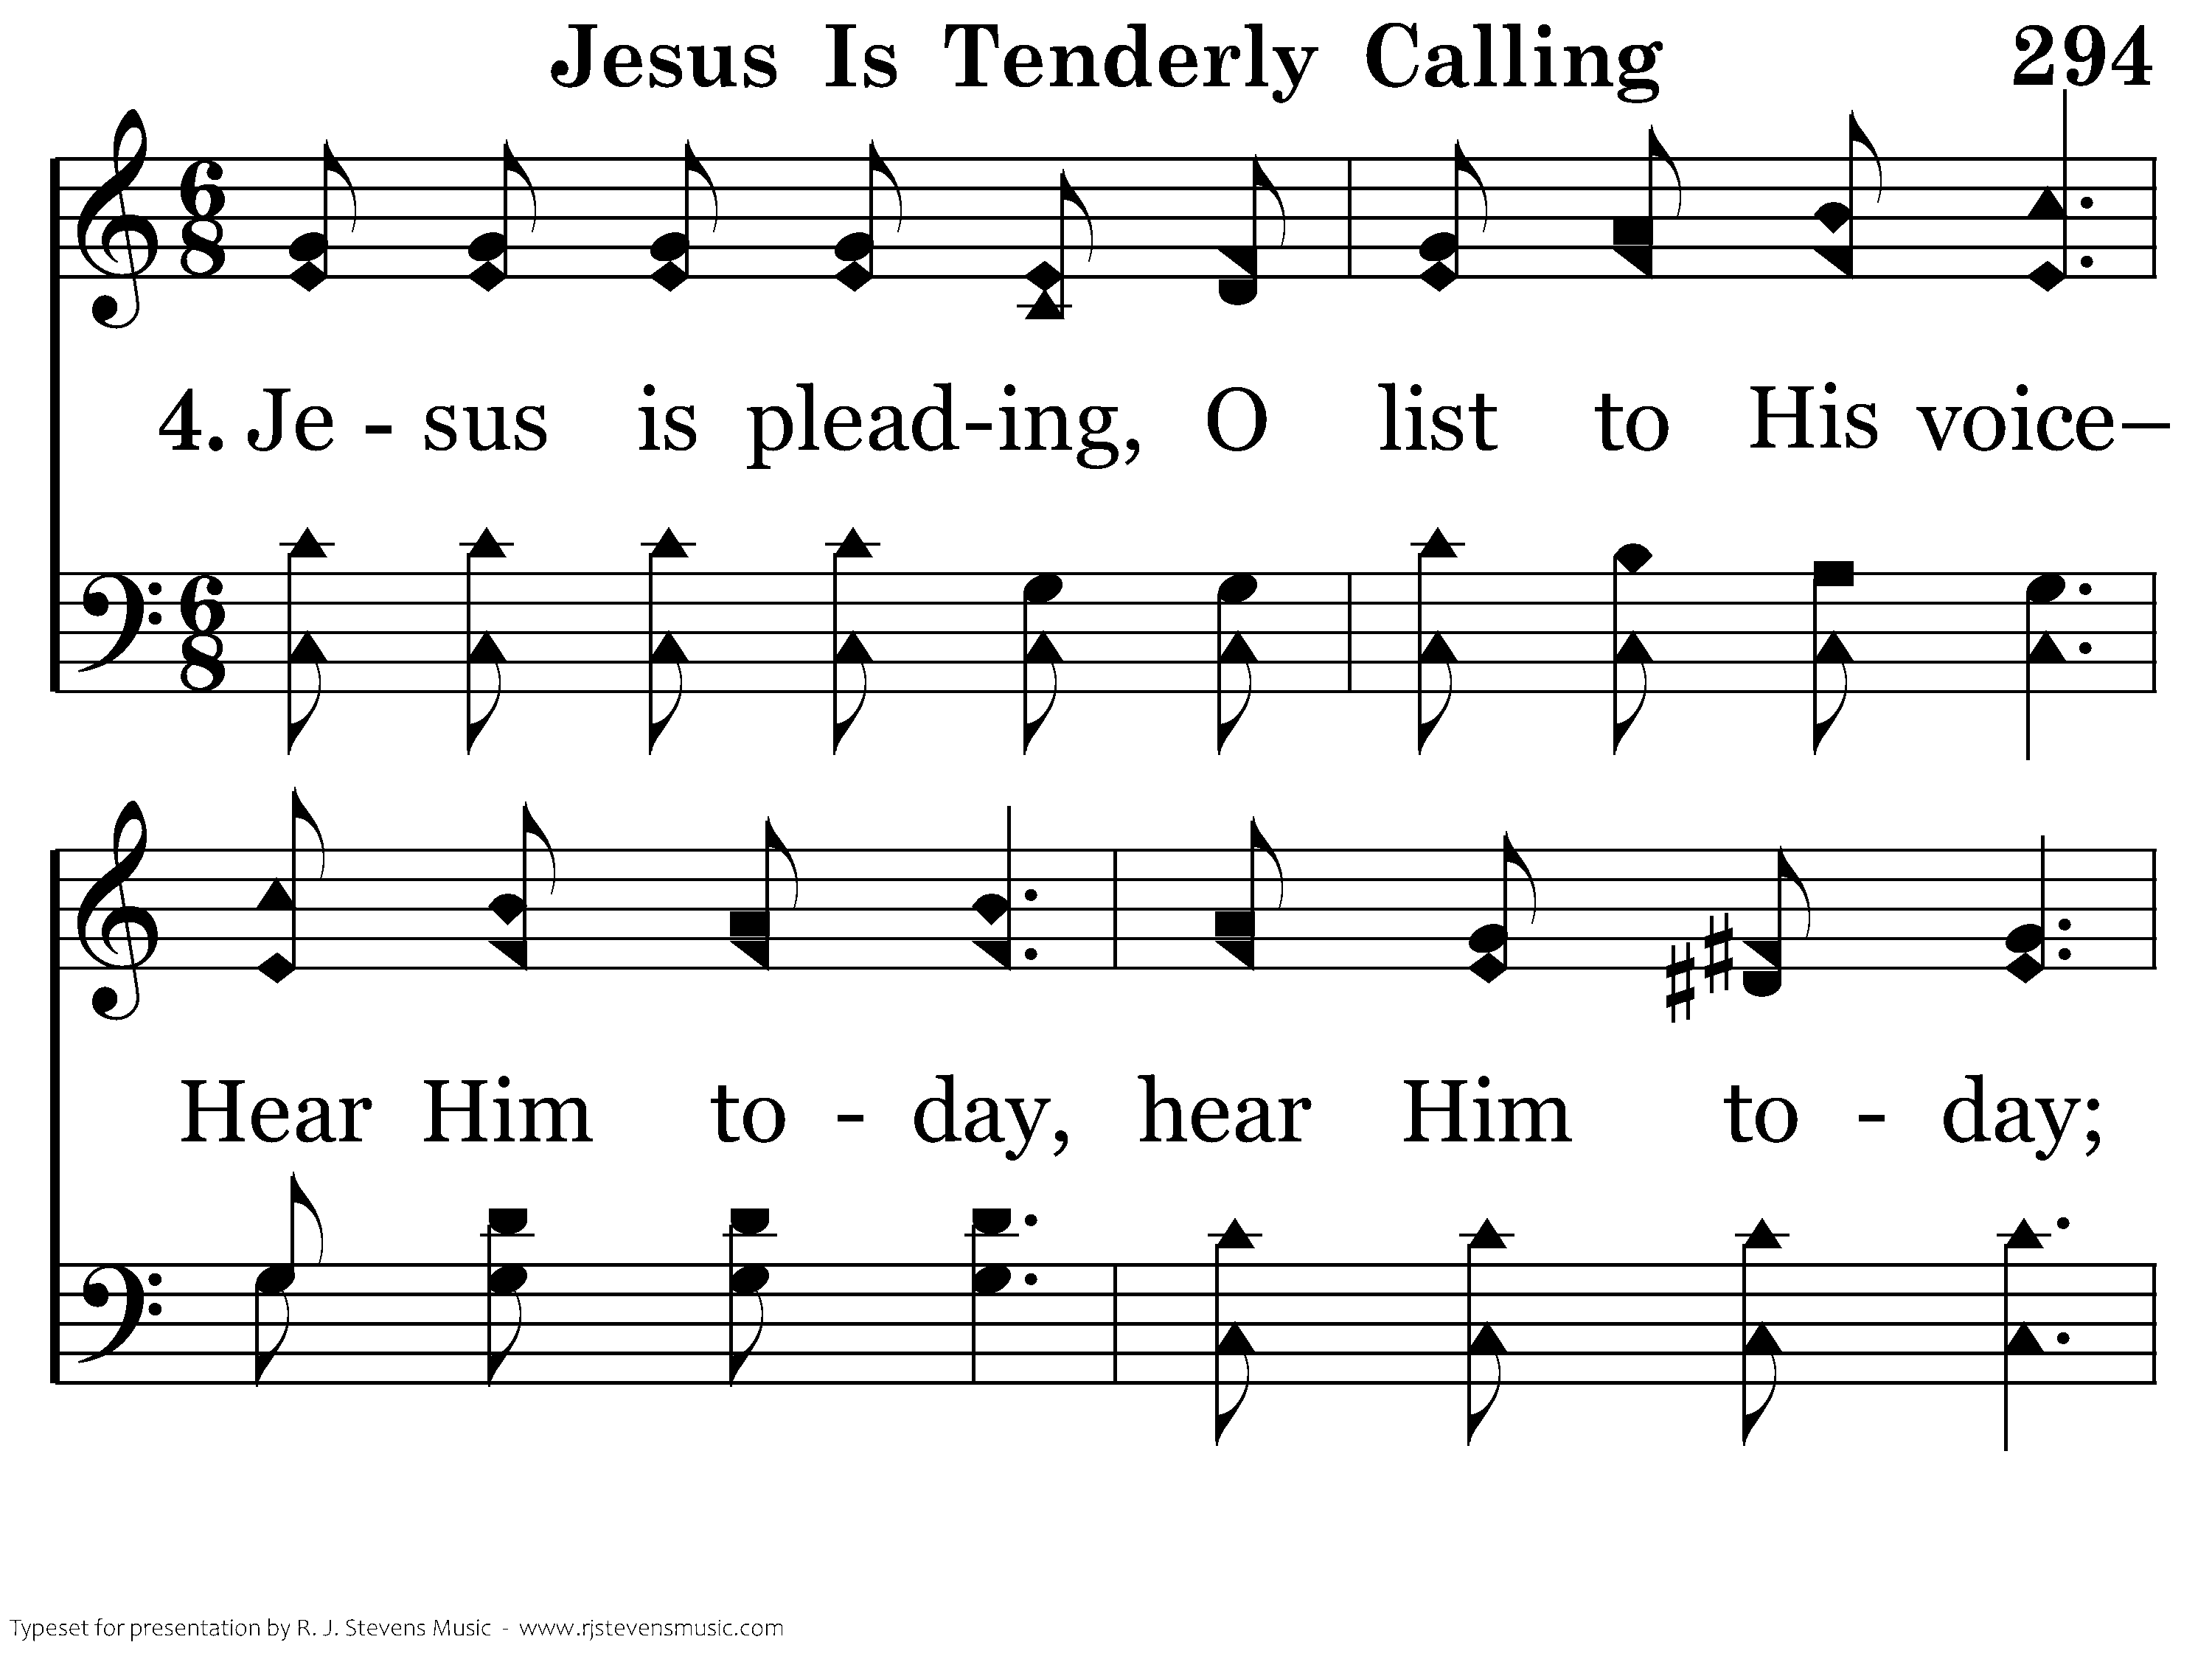 Jesus Is Tenderly Calling 294
4. Je - sus is plead-ing, O list to His voice–
Hear Him to - day, hear Him to - day;
Typeset for presentation by R. J. Stevens Music - www.rjstevensmusic.com